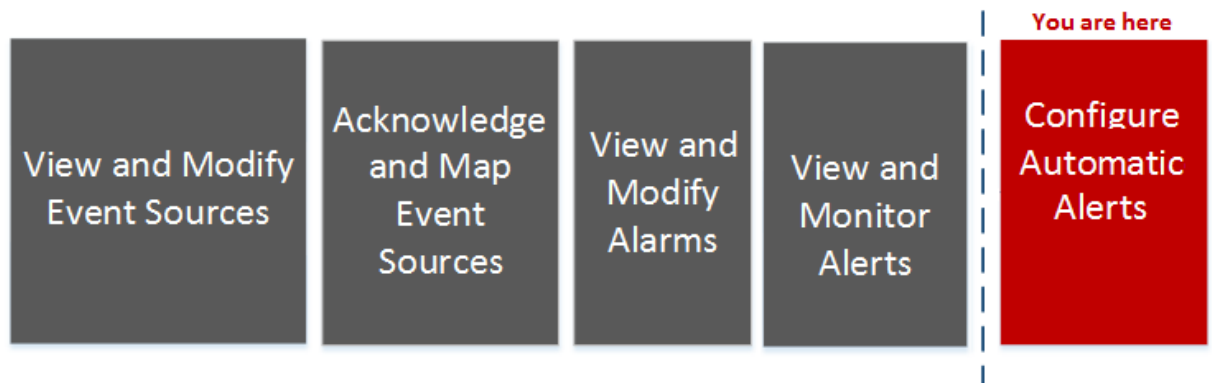 You are here
View and Modify
Event Sources
Acknowledge
and Map
Event
Sources
View and
Modify
Alarms
View and
Monitor
Alerts
Configure
Automatic
Alerts